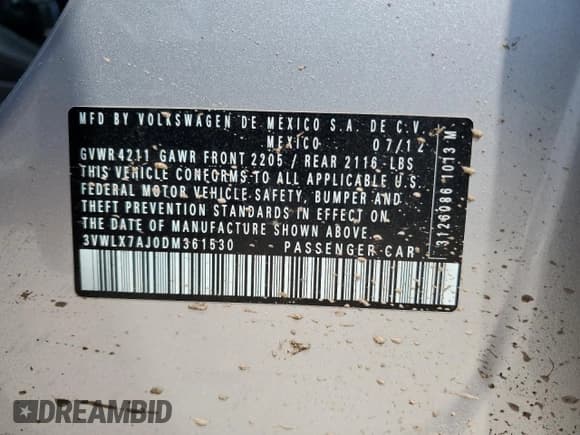 MFD BY VOLKSWAGEN DE MEXICO S.A. DE C.V.
MEXICO 07/12
GVWR 4211 GAWR FRONT 2205 / REAR 2116 LBS
THIS VEHICLE CONFORMS TO ALL APPLICABLE U.S.
FEDERAL MOTOR VEHICLE SAFETY, BUMPER AND
THEFT PREVENTION STANDARDS IN EFFECT ON
THE DATE OF MANUFACTURE SHOWN ABOVE.
3VWLX7AJ0DM361530 PASSENGER CAR
31260861013M
DREAMBID